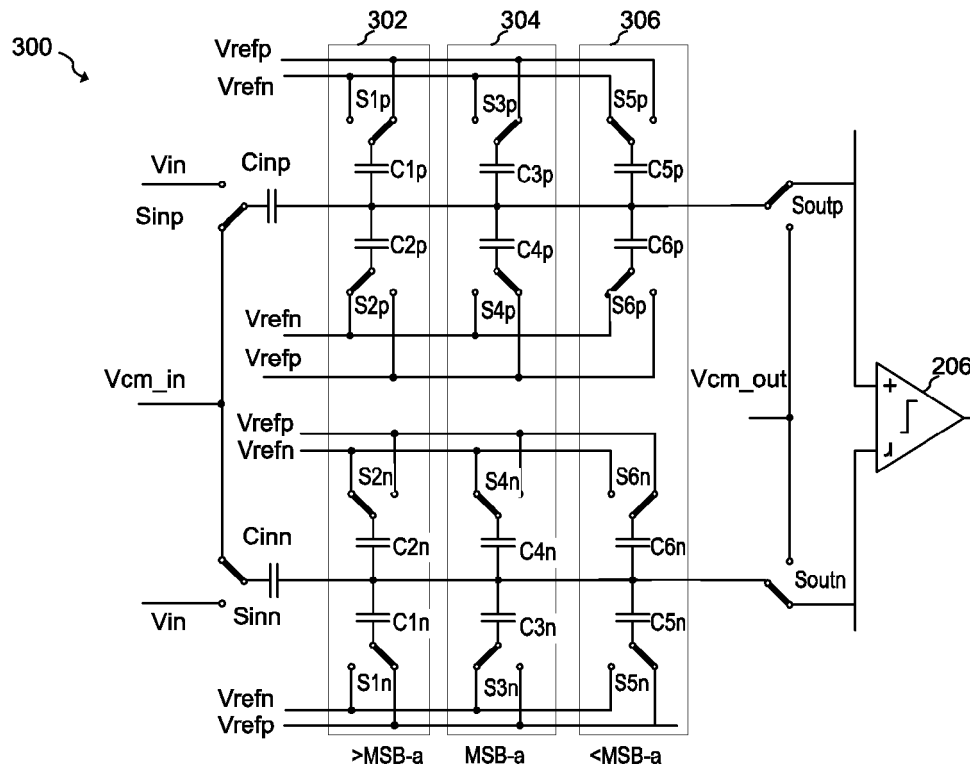 302
304
306
300
Vrefp
Vrefn
S1p
S3p
S5p
Vin
Cinp
C1p
C3p
C5p
Sinp
Soutp
C2p
C4p
C6p
S2p
S4p
S6p
Vrefn
Vrefp
Vcm_in
Vcm_out
206
+
Vrefp
Vrefn
S2n
S4n
S6n
Cinn
C2n
C4n
C6n
Soutn
Vin
Sinn
C1n
C3n
C5n
S1n
S3n
S5n
Vrefn
Vrefp
>MSB-a
MSB-a
<MSB-a